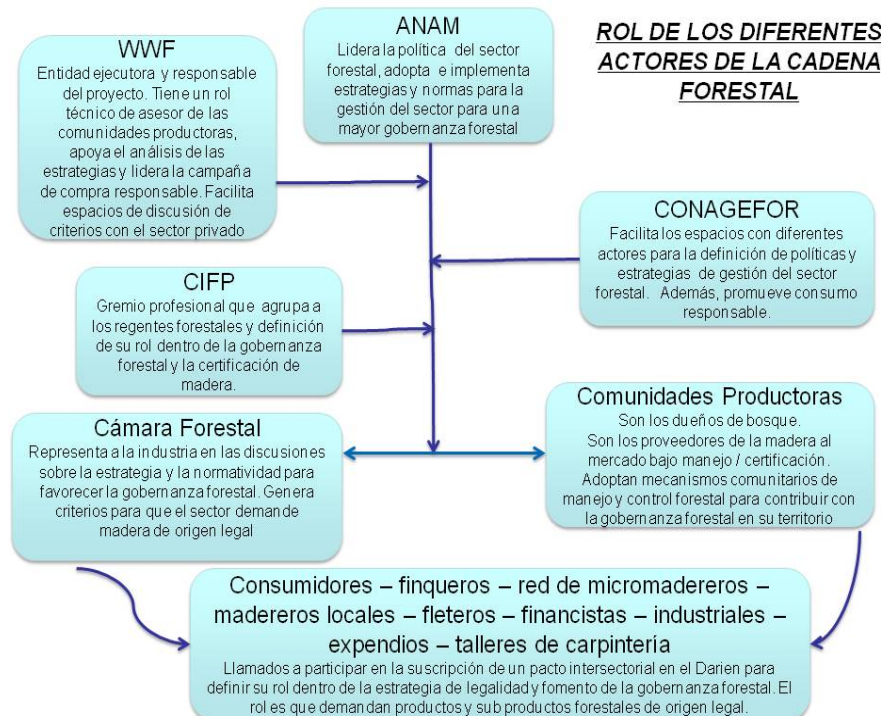 ROL DE LOS DIFERENTES
ACTORES DE LA CADENA
FORESTAL
ANAM
Lidera la política del sector
forestal, adopta e implementa
estrategias y normas para la
gestión del sector para una
mayor gobernanza forestal
WWF
Entidad ejecutora y responsable
del proyecto. Tiene un rol
técnico de asesor de las
comunidades productoras,
apoya el análisis de las
estrategias y lidera la campaña
de compra responsable. Facilita
espacios de discusión de
criterios con el sector privado
CONAGEFOR
Facilita los espacios con diferentes
actores para la definición de políticas y
estrategias de gestión del sector
forestal. Además, promueve consumo
responsable.
CIFP
Gremio profesional que agrupa a
los regentes forestales y definición
de su rol dentro de la gobernanza
forestal y la certificación de
madera.
Cámara Forestal
Representa a la industria en las discusiones
sobre la estrategia y la normatividad para
favorecer la gobernanza forestal. Genera
criterios para que el sector demande
madera de origen legal
Comunidades Productoras
Son los dueños de bosque.
Son los proveedores de la madera al
mercado bajo manejo / certificación.
Adoptan mecanismos comunitarios de
manejo y control forestal para contribuir con
la gobernanza forestal en su territorio
Consumidores – finqueros – red de micromadereros –
madereros locales – fleteros – financistas – industriales –
expendios – talleres de carpintería
Llamados a participar en la suscripción de un pacto intersectorial en el Darien para
definir su rol dentro de la estrategia de legalidad y fomento de la gobernanza forestal. El
rol es que demandan productos y sub productos forestales de origen legal.